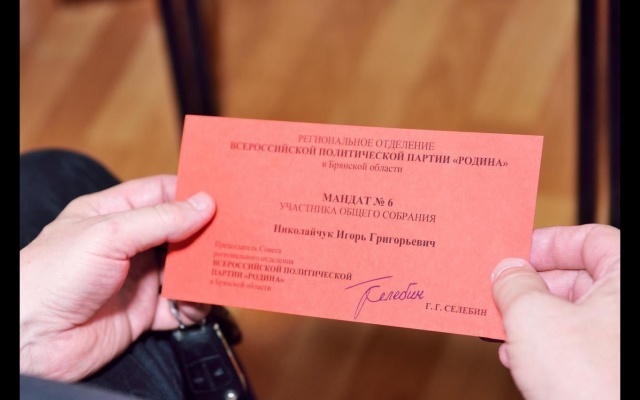 РЕГИОНАЛЬНОЕ ОТДЕЛЕНИЕ
ВСЕРОССИЙСКОЙ ПОЛИТИЧЕСКОЙ ПАРТИИ «РОДИНА»
в Брянской области
МАНДАТ № 6
УЧАСТНИКА ОБЩЕГО СОБРАНИЯ
Николайчук Игорь Григорьевич
Председатель Совета
регионального отделения
ВСЕРОССИЙСКОЙ ПОЛИТИЧЕСКОЙ
ПАРТИИ «РОДИНА»
в Брянской области
ГСелебин
Г. Г. СЕЛЕБИН